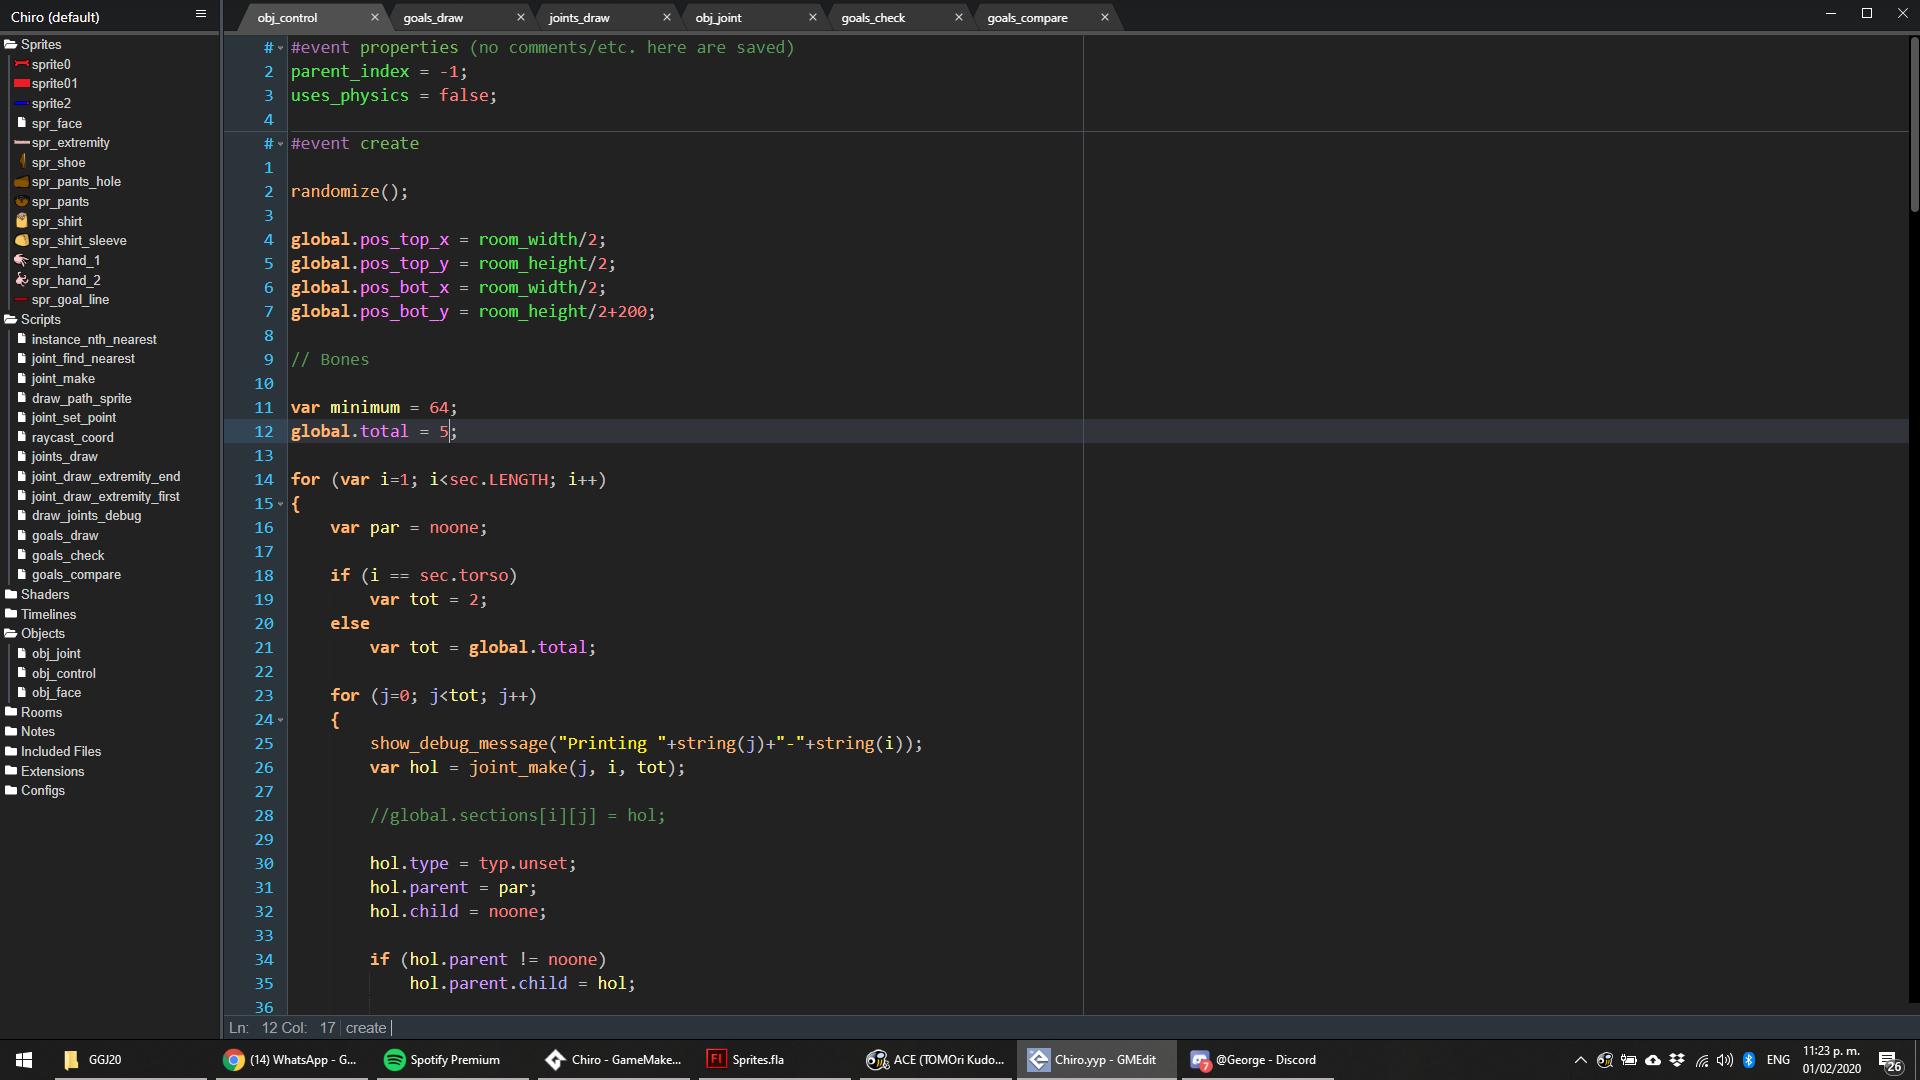 Chiro (default)
obj_control
goals_draw
joints_draw
obj_joint
goals_check
goals_compare
Sprites
sprite0
sprite01
sprite2
spr_face
spr_extremity
spr_shoe
spr_pants_hole
spr_pants
spr_shirt
spr_shirt_sleeve
spr_hand_1
spr_hand_2
spr_goal_line
Scripts
instance_nth_nearest
joint_find_nearest
joint_make
draw_path_sprite
joint_set_point
raycast_coord
joints_draw
joint_draw_extremity_end
joint_draw_extremity_first
draw_joints_debug
goals_draw
goals_check
goals_compare
Shaders
Timelines
Objects
obj_joint
obj_control
obj_face
Rooms
Notes
Included Files
Extensions
Configs
# #event properties (no comments/etc. here are saved)
2 parent_index = -1;
3 uses_physics = false;
4
# #event create
1
2 randomize();
3
4 global.pos_top_x = room_width/2;
5 global.pos_top_y = room_height/2;
6 global.pos_bot_x = room_width/2;
7 global.pos_bot_y = room_height/2+200;
8
9 // Bones
10
11 var minimum = 64;
12 global.total = 5;
13
14 for (var i=1; i<sec.LENGTH; i++)
15 {
16 var par = noone;
17
18 if (i == sec.torso)
19 var tot = 2;
20 else
21 var tot = global.total;
22
23 for (j=0; j<tot; j++)
24 {
25 show_debug_message("Printing "+string(j)+"-"+string(i));
26 var hol = joint_make(j, i, tot);
27
28 //global.sections[i][j] = hol;
29
30 hol.type = typ.unset;
31 hol.parent = par;
32 hol.child = noone;
33
34 if (hol.parent != noone)
35 hol.parent.child = hol;
36
Ln: 12 Col: 17 create
GGJ20
(14) WhatsApp - G...
Spotify Premium
Chiro - GameMake...
Fl Sprites.fla
ACE (TOMOri Kudo...
Chiro.yyp - GMEdit
7 @George - Discord
ENG
11:23 p. m.
01/02/2020
26